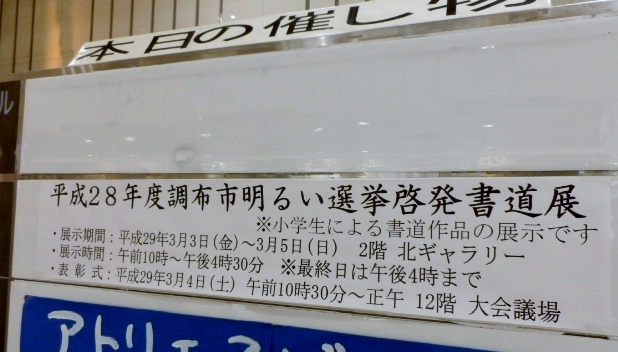 本日の催し物
ル
平成28年度調布市明るい選挙啓発書道展
※小学生による書道作品の展示です
・展示期間：平成29年3月3日(金)～3月5日(日)　2階 北ギャラリー
・展示時間：午前10時～午後4時30分　※最終日は午後4時まで
・表彰式：平成29年3月4日(土) 午前10時30分～正午 12階 大会議場
アトリエ